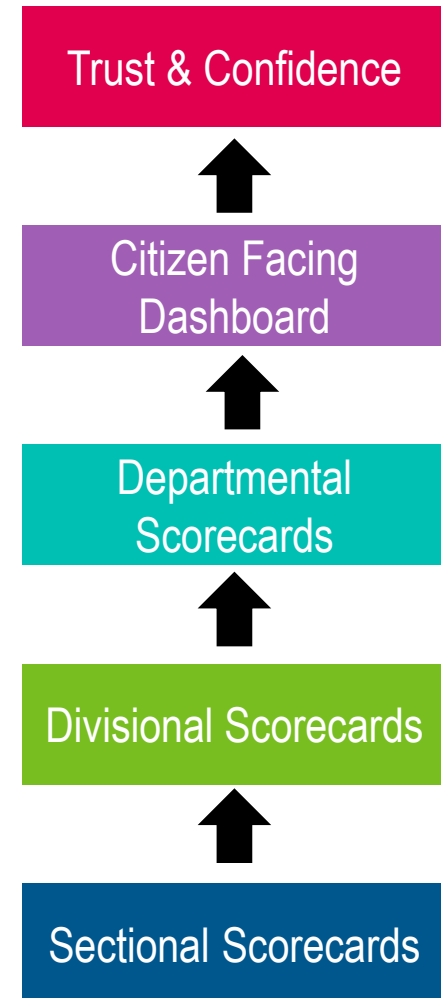 Trust & Confidence
Citizen Facing
Dashboard
Departmental
Scorecards
Divisional Scorecards
Sectional Scorecards